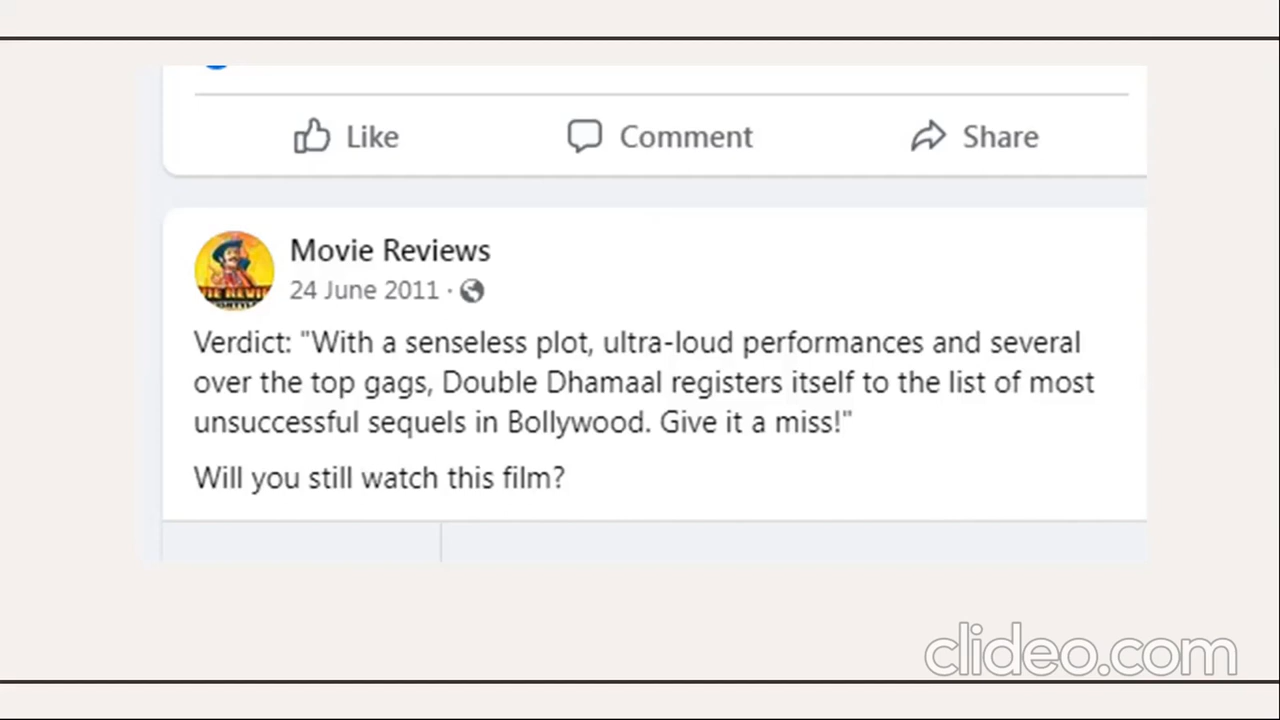 Like Comment Share
Movie Reviews
24 June 2011 ·
Verdict: "With a senseless plot, ultra-loud performances and several
over the top gags, Double Dhamaal registers itself to the list of most
unsuccessful sequels in Bollywood. Give it a miss!"
Will you still watch this film?
clideo.com